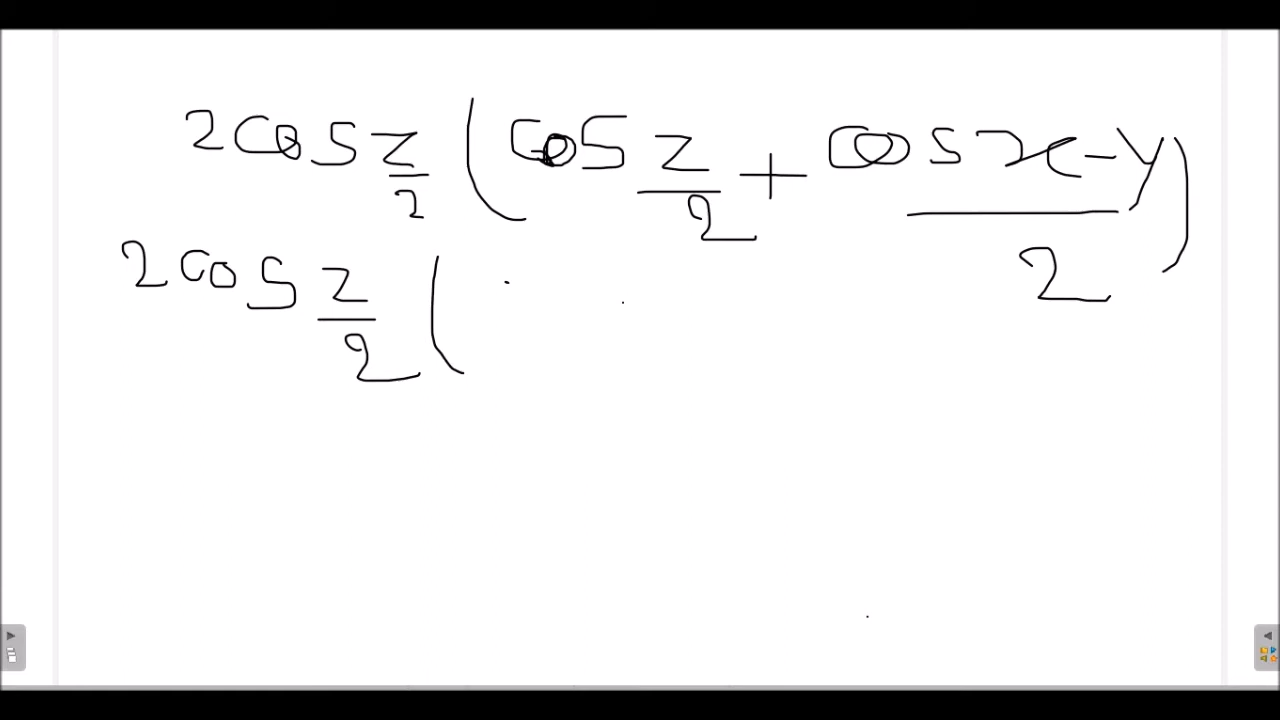 2cos z/2 (cos z/2 + cos x-y/2)
2cos z/2 (